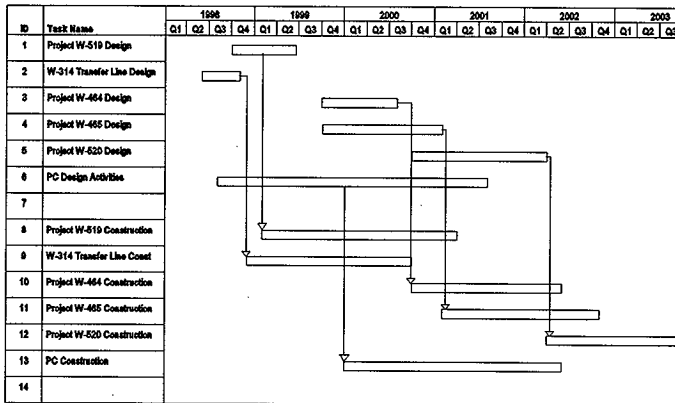 1998 1999 2000 2001 2002 2003
ID Task Name Q1 Q2 Q3 Q4 Q1 Q2 Q3 Q4 Q1 Q2 Q3 Q4 Q1 Q2 Q3 Q4 Q1 Q2 Q3 Q4 Q1 Q2 Q3
1 Project W-519 Design
2 W-314 Transfer Line Design
3 Project W-464 Design
4 Project W-465 Design
5 Project W-520 Design
6 PC Design Activities
7
8 Project W-519 Construction
9 W-314 Transfer Line Const
10 Project W-464 Construction
11 Project W-465 Construction
12 Project W-520 Construction
13 PC Construction
14